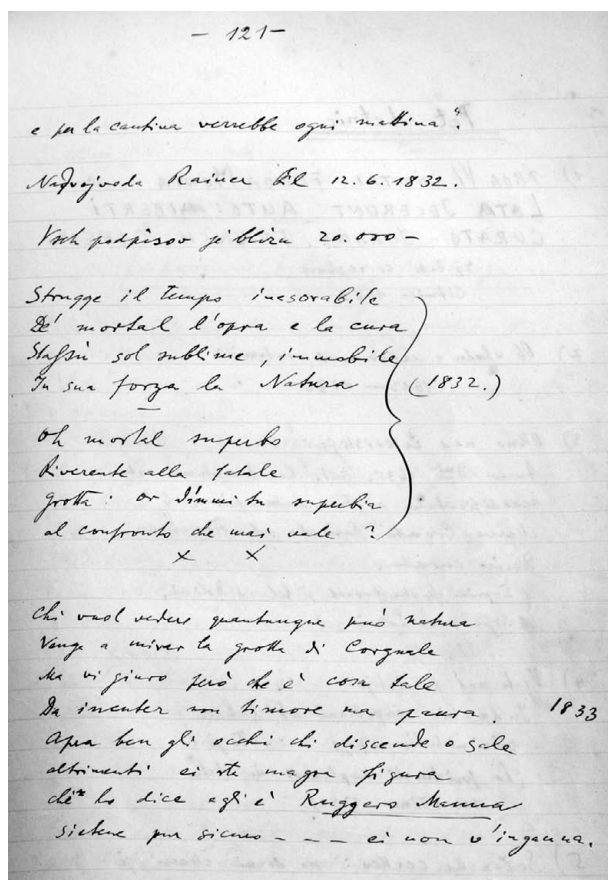 - 121 -
e per la cantina verrebbe ogni mattina".
Nadvojvoda Rainer bil 12.6.1832.
Vseh podpisov je blizu 20.000 -
Strugge il tempo inesorabile
De' mortal l'opra e la cura
Stassù sol sublime, immobile
In sua forza la Natura
(1832.)
Oh mortal superbo
Riverente alla fatale
grotta: or dimmi tu superbia
al confronto che mai vale?
x x
Chi vuol vedere quantunque può natura
Venga a mirar la grotta di Corgnale
Ma vi giuro però che è cosa tale
Da incuter non timore ma paura
1833
Apra ben gli occhi chi discende o sale
altrimenti ei sta magra figura
chè lo dice egli è Ruggero Manna
sietene pur sicuro - - - ei non v'inganna.